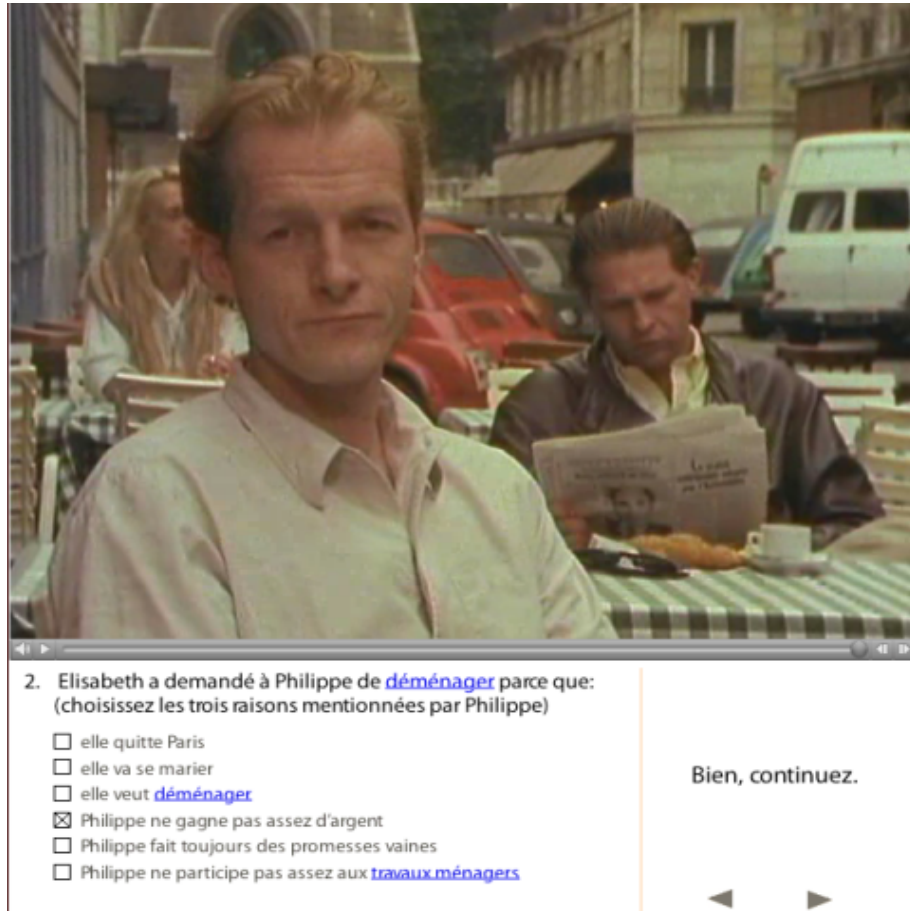 2. Elisabeth a demandé à Philippe de déménager parce que:
(choisissez les trois raisons mentionnées par Philippe)
elle quitte Paris
elle va se marier
elle veut déménager
Philippe ne gagne pas assez d'argent
Philippe fait toujours des promesses vaines
Philippe ne participe pas assez aux travaux ménagers
Bien, continuez.